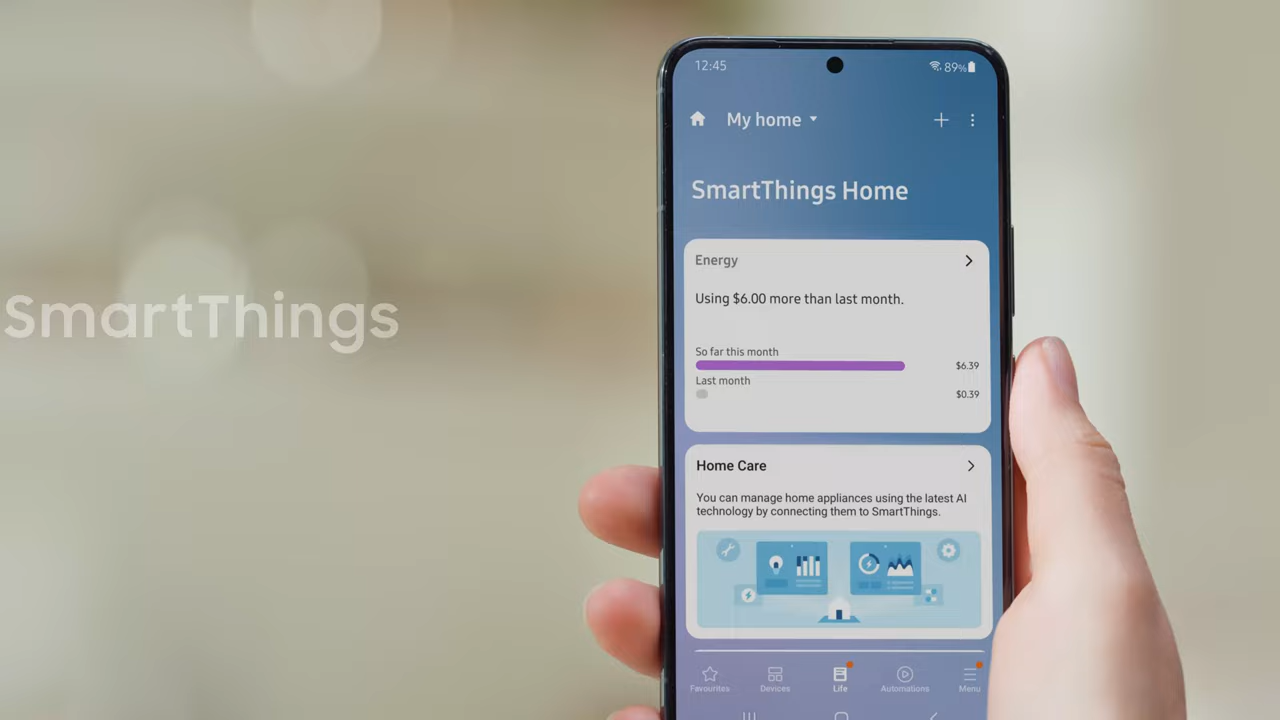 SmartThings
12:45
89%
My home
SmartThings Home
Energy
Using $6.00 more than last month.
So far this month
$6.39
Last month
$0.39
Home Care
You can manage home appliances using the latest AI
technology by connecting them to SmartThings.
Favourites
Devices
Life
Automations
Menu